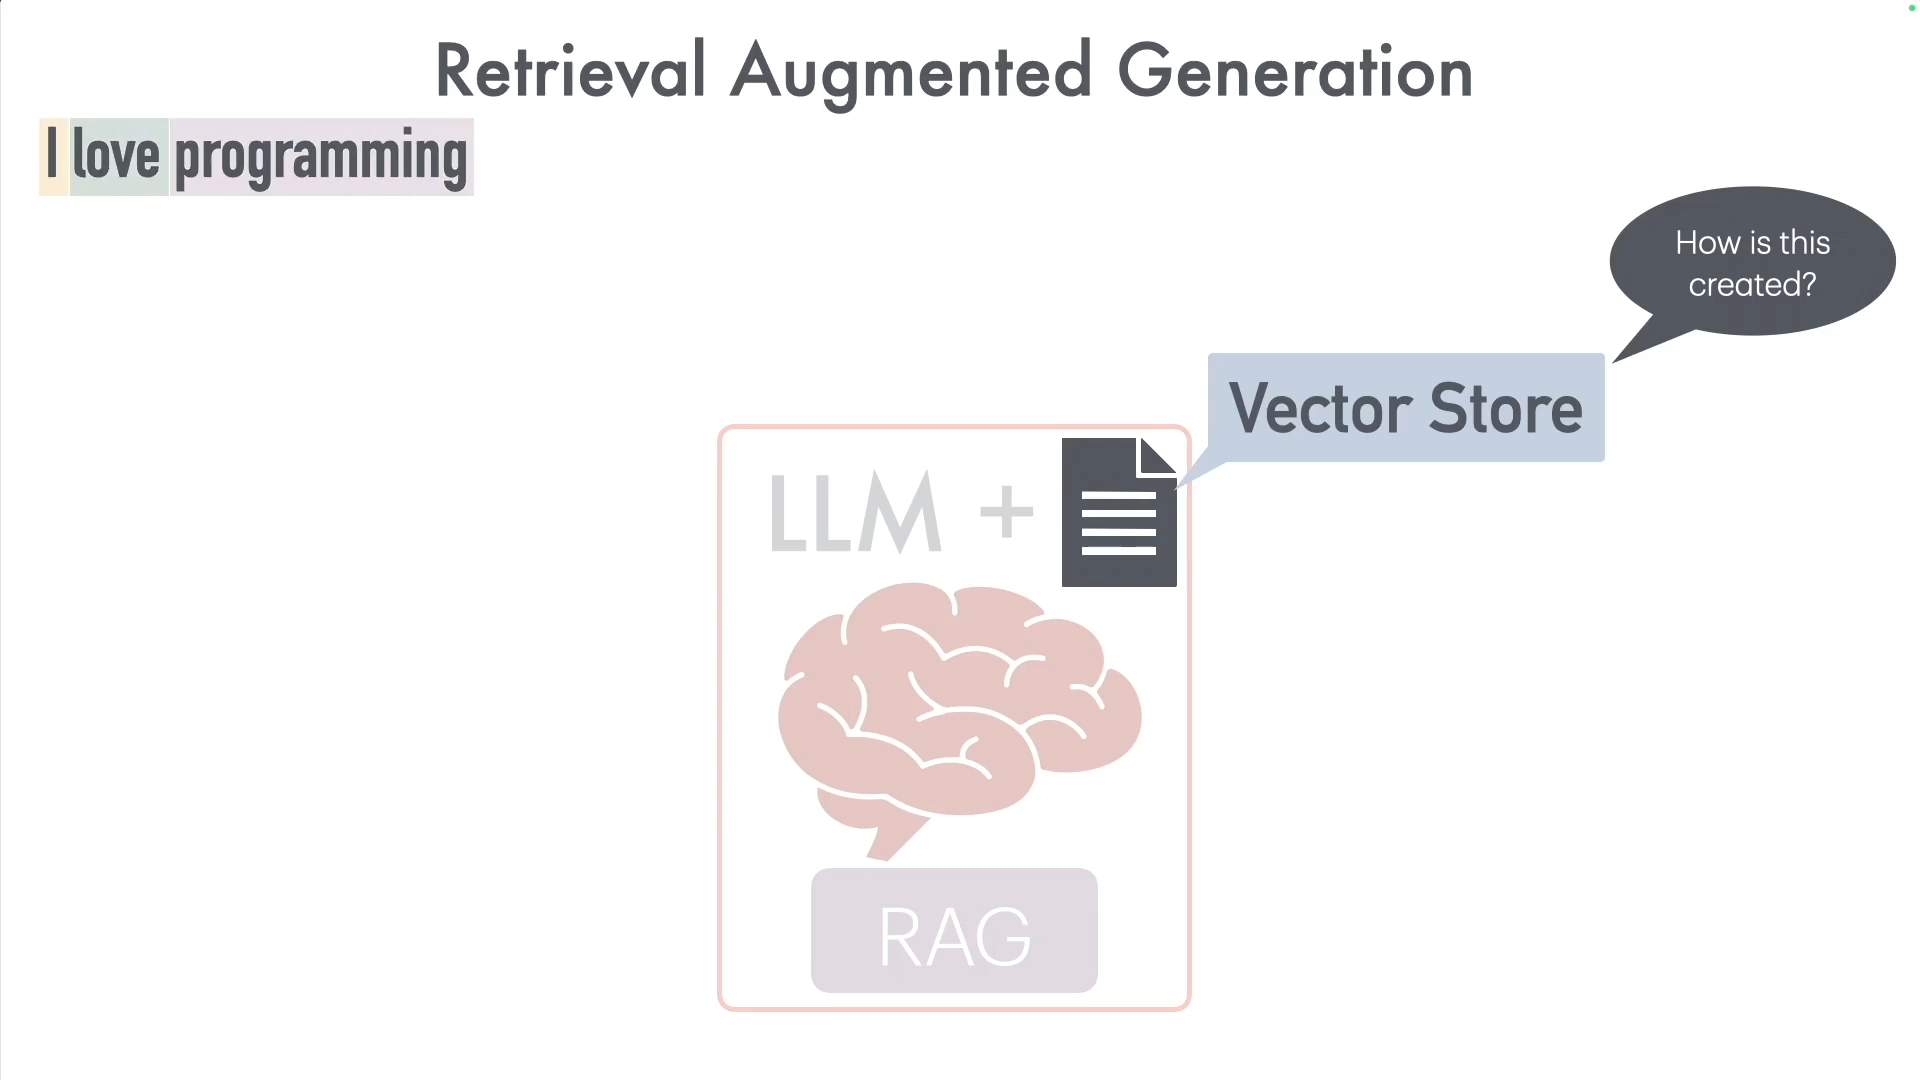 Retrieval Augmented Generation
I love programming
How is this
created?
Vector Store
LLM +
RAG